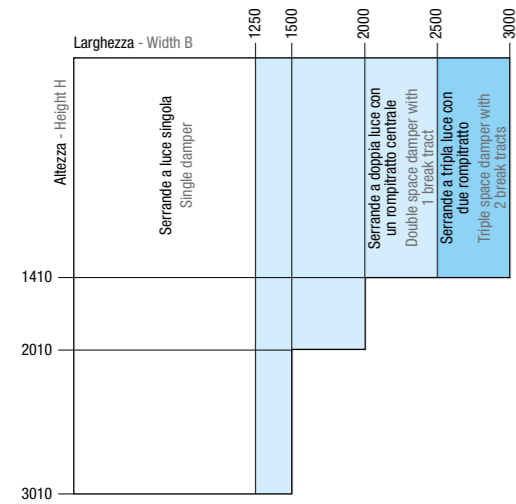 1250
1500
2000
2500
3000
Larghezza - Width B
Altezza - Height H
Serrande a luce singola
Single damper
Serrande a doppia luce con
un rompitratto centrale
Double space damper with
1 break tract
Serrande a tripla luce con
due rompitratto
Triple space damper with
2 break tracts
1410
2010
3010